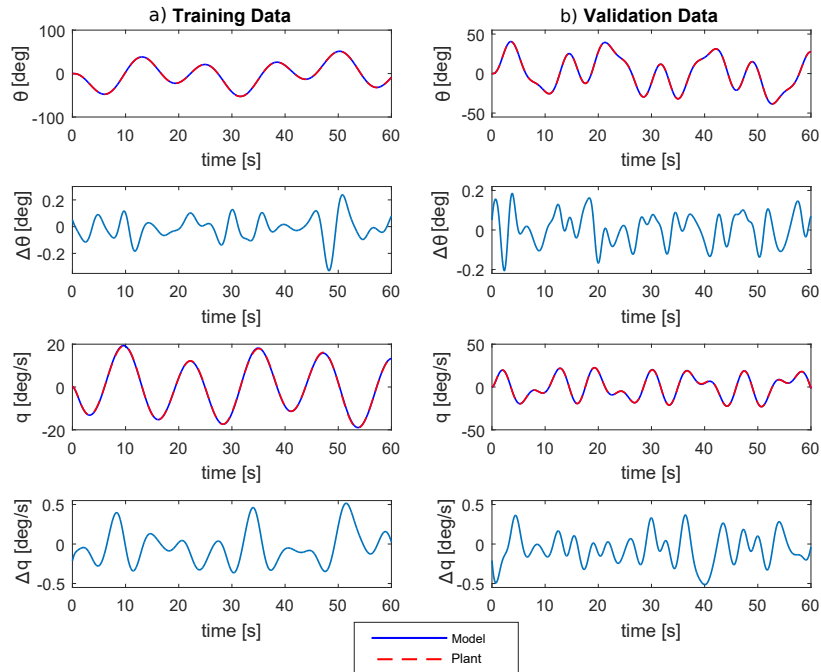 a) Training Data
100
0
-100
θ [deg]
0 10 20 30 40 50 60
time [s]
0.2
0
-0.2
Δθ [deg]
0 10 20 30 40 50 60
time [s]
20
0
-20
q [deg/s]
0 10 20 30 40 50 60
time [s]
0.5
0
-0.5
Δq [deg/s]
0 10 20 30 40 50 60
time [s]
b) Validation Data
50
0
-50
θ [deg]
0 10 20 30 40 50 60
time [s]
0.2
0
-0.2
Δθ [deg]
0 10 20 30 40 50 60
time [s]
50
0
-50
q [deg/s]
0 10 20 30 40 50 60
time [s]
0.5
0
-0.5
Δq [deg/s]
0 10 20 30 40 50 60
time [s]
Model
Plant